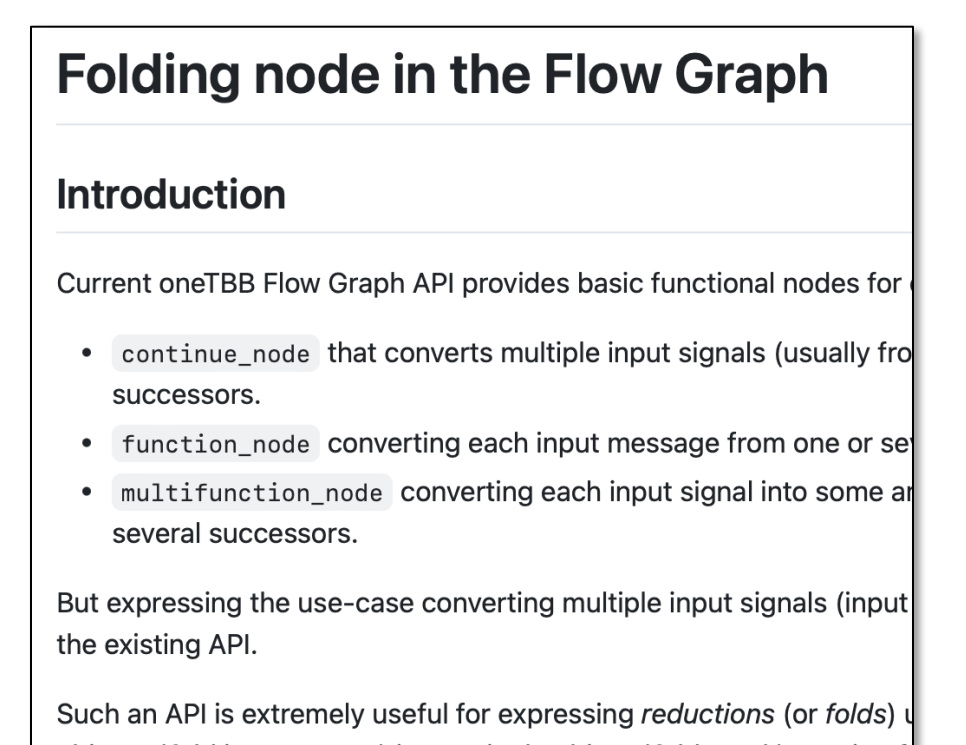 Folding node in the Flow Graph
Introduction
Current oneTBB Flow Graph API provides basic functional nodes for
• continue_node that converts multiple input signals (usually fro
successors.
• function_node converting each input message from one or se
• multifunction_node converting each input signal into some
several successors.
But expressing the use-case converting multiple input signals (input
the existing API.
Such an API is extremely useful for expressing reductions (or folds)